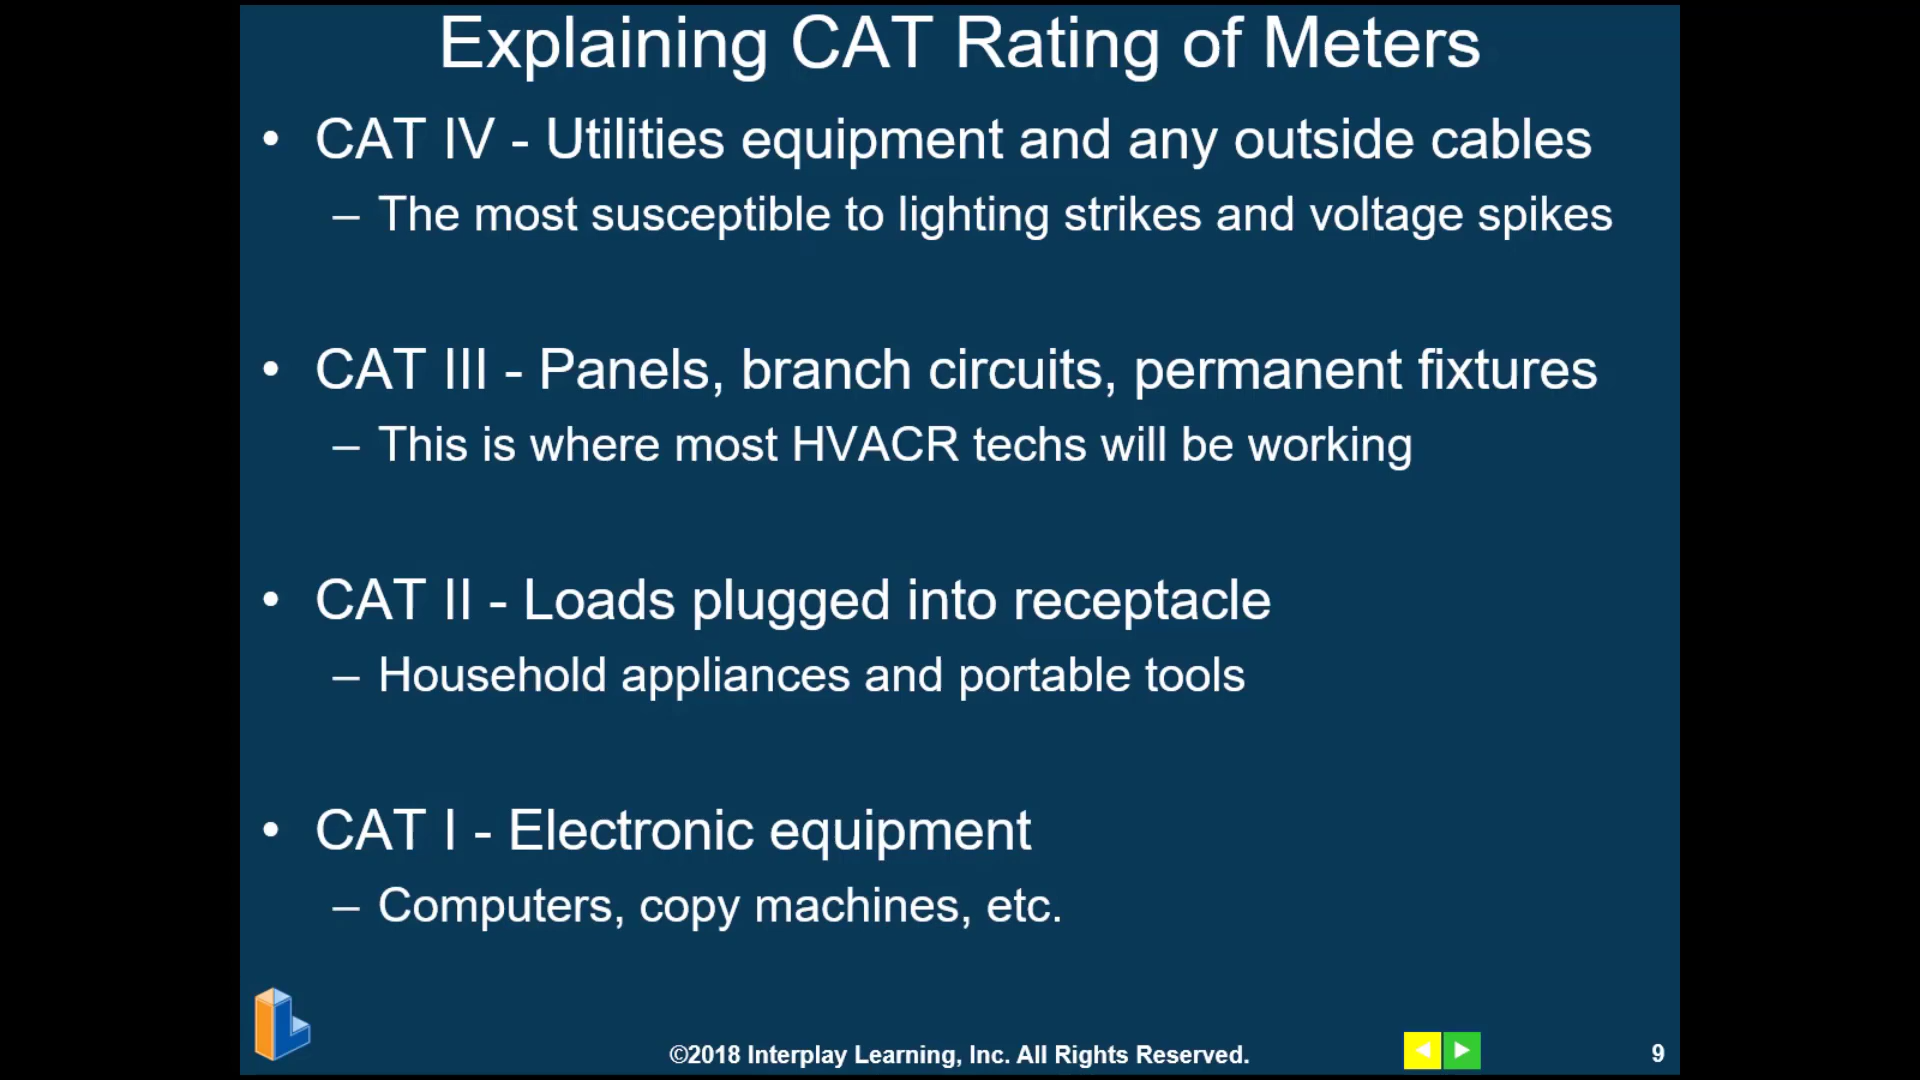 Explaining CAT Rating of Meters
• CAT IV - Utilities equipment and any outside cables
– The most susceptible to lighting strikes and voltage spikes
• CAT III - Panels, branch circuits, permanent fixtures
– This is where most HVACR techs will be working
• CAT II - Loads plugged into receptacle
– Household appliances and portable tools
• CAT I - Electronic equipment
– Computers, copy machines, etc.
©2018 Interplay Learning, Inc. All Rights Reserved.
9